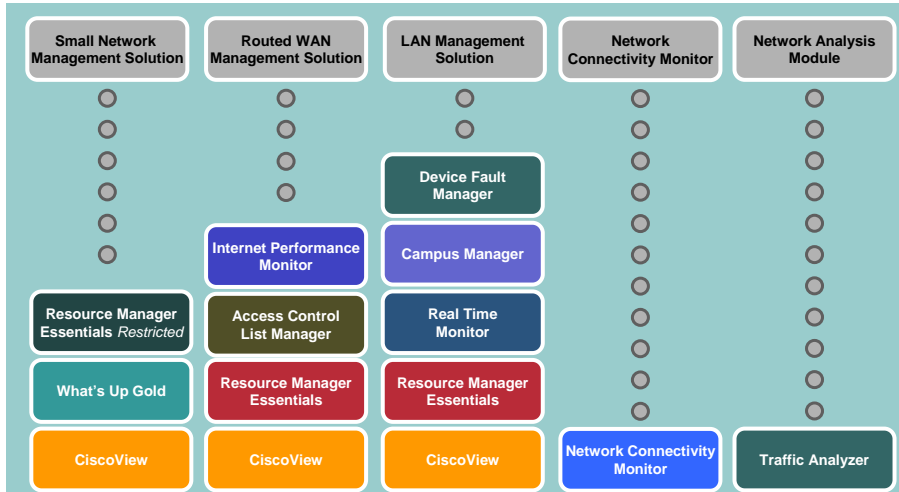 Small Network
Management Solution
Routed WAN
Management Solution
LAN Management
Solution
Network
Connectivity Monitor
Network Analysis
Module
Device Fault
Manager
Internet Performance
Monitor
Campus Manager
Resource Manager
Essentials Restricted
Access Control
List Manager
Real Time
Monitor
What's Up Gold
Resource Manager
Essentials
Resource Manager
Essentials
CiscoView
CiscoView
CiscoView
Network Connectivity
Monitor
Traffic Analyzer